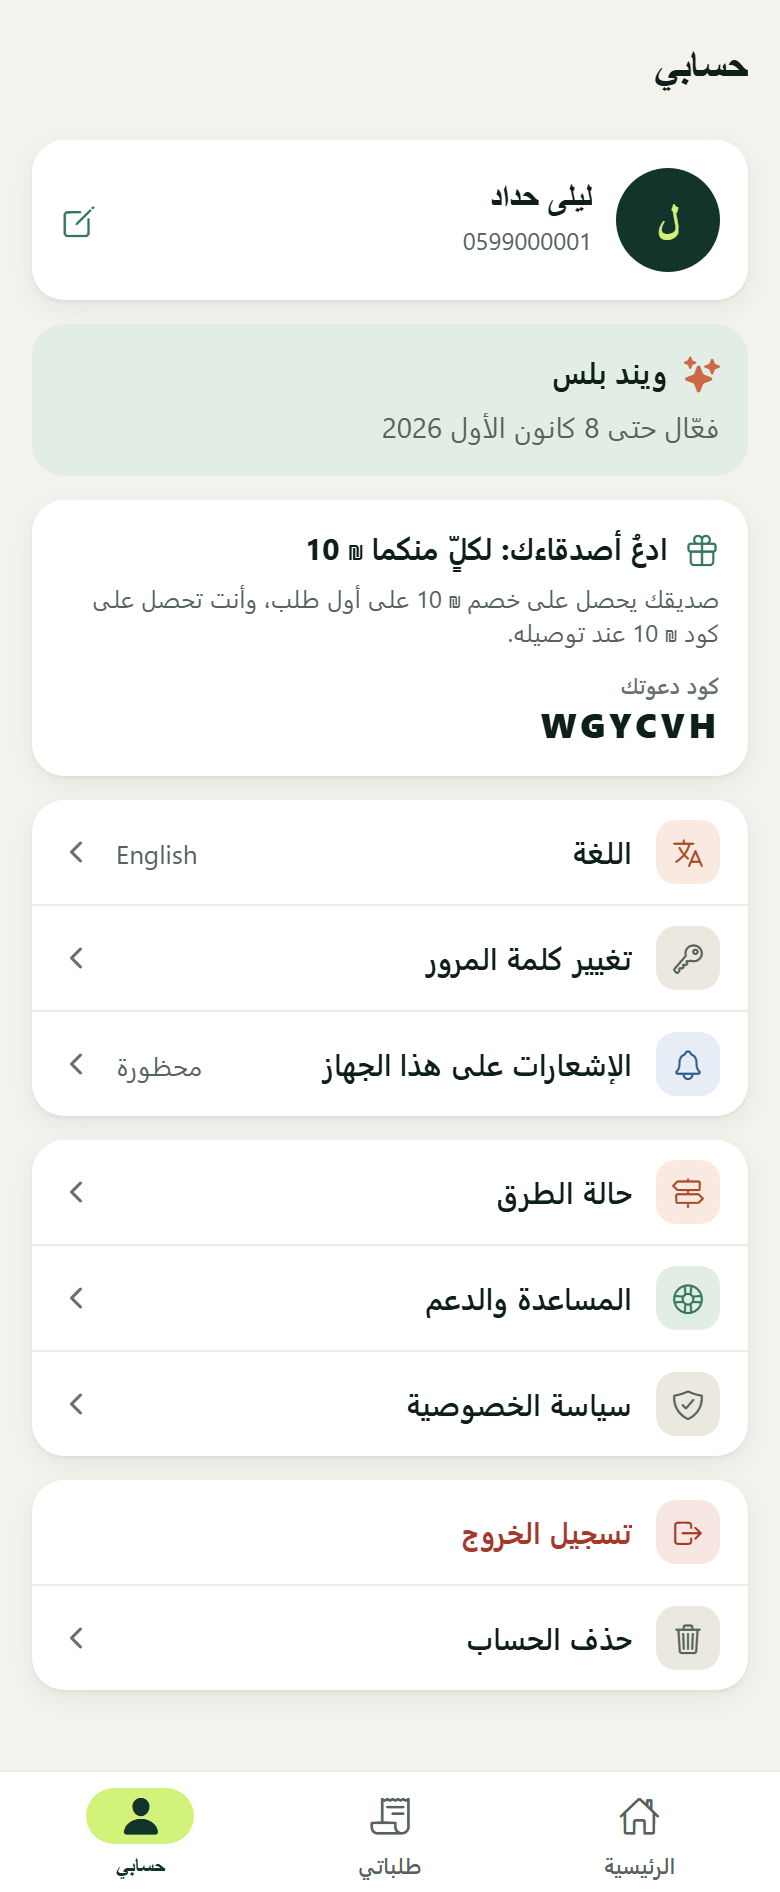 حسابي
ل
ليلى حداد
0599000001
ويند بلس
فعّال حتى 8 كانون الأول 2026
ادعُ أصدقاءك: لكلٍّ منكما ₪ 10
صديقك يحصل على خصم ₪ 10 على أول طلب، وأنت تحصل على
كود ₪ 10 عند توصيله.
كود دعوتك
WGYCVH
اللغة
English
تغيير كلمة المرور
الإشعارات على هذا الجهاز
محظورة
حالة الطرق
المساعدة والدعم
سياسة الخصوصية
تسجيل الخروج
حذف الحساب
الرئيسية
طلباتي
حسابي